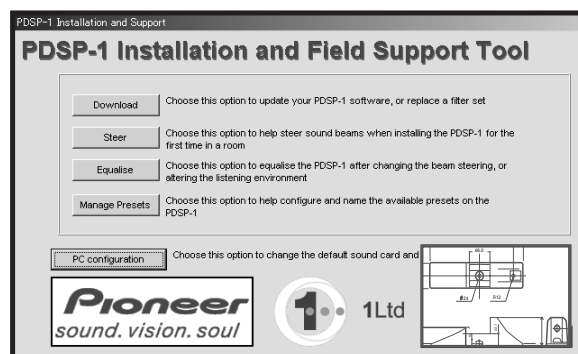 PDSP-1 Installation and Support
PDSP-1 Installation and Field Support Tool
Download
Choose this option to update your PDSP-1 software, or replace a filter set
Steer
Choose this option to help steer sound beams when installing the PDSP-1 for the
first time in a room
Equalise
Choose this option to equalise the PDSP-1 after changing the beam steering, or
altering the listening environment
Manage Presets
Choose this option to help configure and name the available presets on the
PDSP-1
PC configuration
Choose this option to change the default sound card and
Pioneer
sound. vision. soul
1
1Ltd
66.0
R12